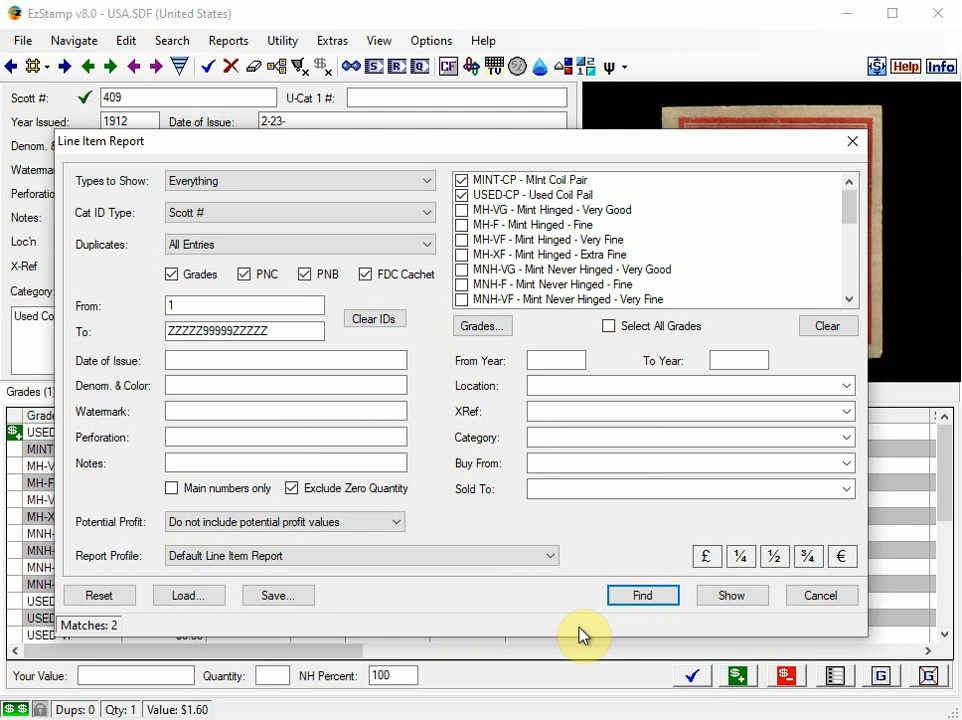 EzStamp v8.0 - USA.SDF (United States)
File Navigate Edit Search Reports Utility Extras View Options Help
S R Q CF TV Help Info
Scott #: 409 U-Cat 1 #:
Year Issued: 1912 Date of Issue: 2-23-
Line Item Report
Denom. &
Watermar
Perforatio
Notes:
Loc'n
X-Ref
Category
Used Co
Types to Show: Everything
Cat ID Type: Scott #
Duplicates: All Entries
Grades PNC PNB FDC Cachet
From: 1
To: ZZZZZ99999ZZZZZ
Clear IDs
Date of Issue:
Denom. & Color:
Watermark:
Perforation:
Notes:
Main numbers only Exclude Zero Quantity
Potential Profit: Do not include potential profit values
Report Profile: Default Line Item Report
MINT-CP - MInt Coil Pair
USED-CP - Used Coil Pail
MH-VG - Mint Hinged - Very Good
MH-F - Mint Hinged - Fine
MH-VF - Mint Hinged - Very Fine
MH-XF - Mint Hinged - Extra Fine
MNH-VG - Mint Never Hinged - Very Good
MNH-F - Mint Never Hinged - Fine
MNH-VF - Mint Never Hinged - Very Fine
Grades... Select All Grades Clear
From Year: To Year:
Location:
XRef:
Category:
Buy From:
Sold To:
£ ¼ ½ ¾ €
Reset Load... Save... Find Show Cancel
Matches: 2
Grades (1)
Grade
USED
MINT
MH-V
MH-F
MH-V
MH-X
MNH-
MNH-
MNH-
MNH-
USED
USED
USED-VF $0.00
Your Value: Quantity: NH Percent: 100
G G
$ $ Dups: 0 Qty: 1 Value: $1.60